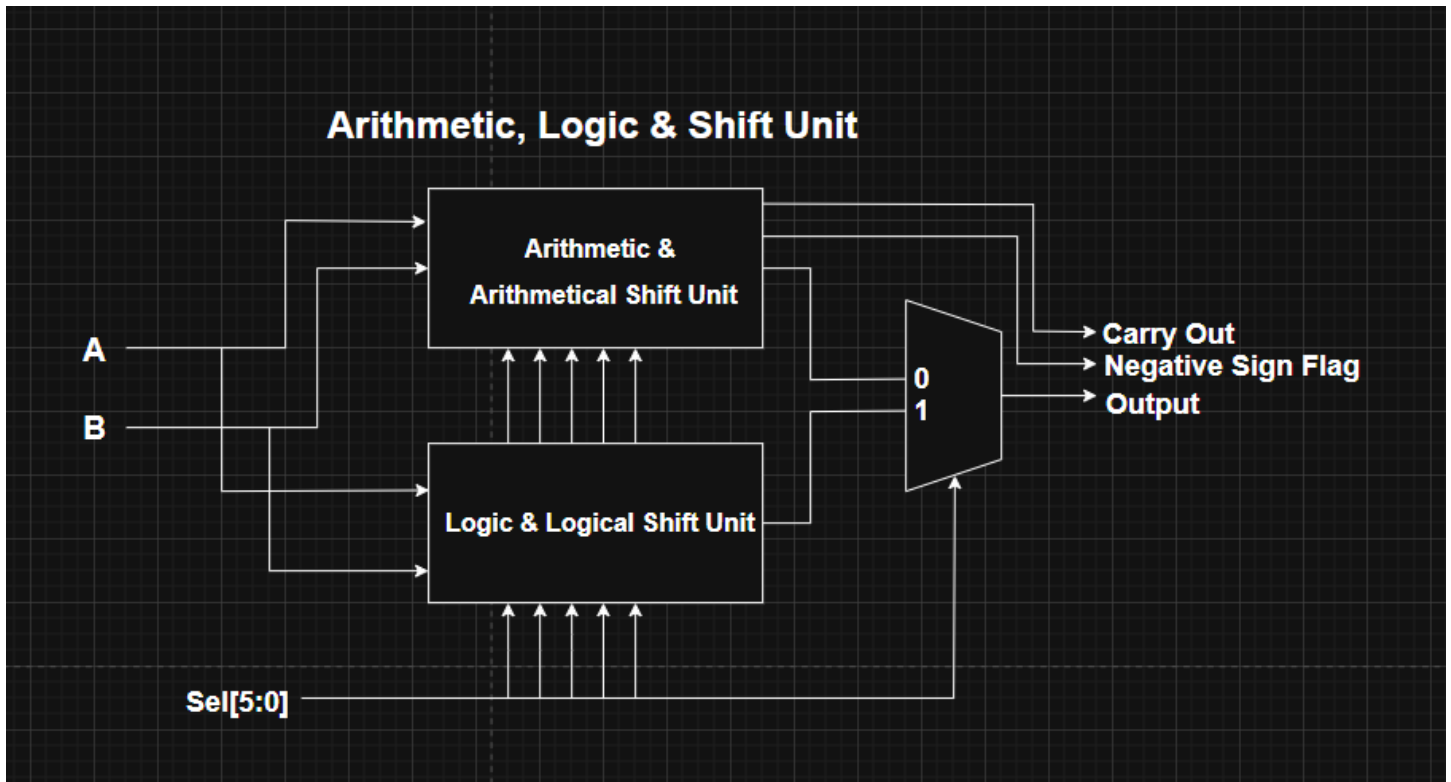 Arithmetic, Logic & Shift Unit
Arithmetic &
Arithmetical Shift Unit
A
B
Logic & Logical Shift Unit
0
1
Carry Out
Negative Sign Flag
Output
Sel[5:0]